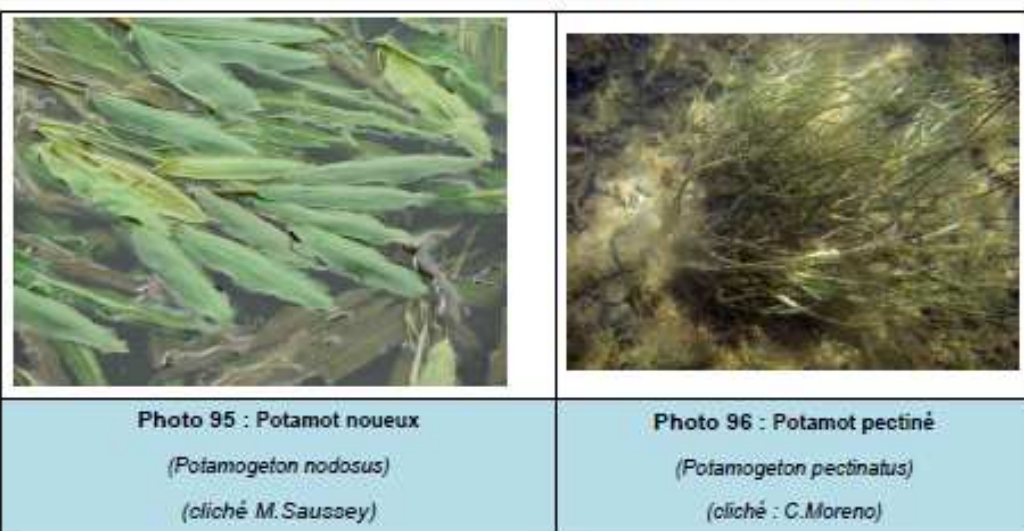 Photo 95 : Potamot noueux
(Potamogeton nodosus)
(cliché M.Saussey)
Photo 96 : Potamot pectiné
(Potamogeton pectinatus)
(cliché : C.Moreno)